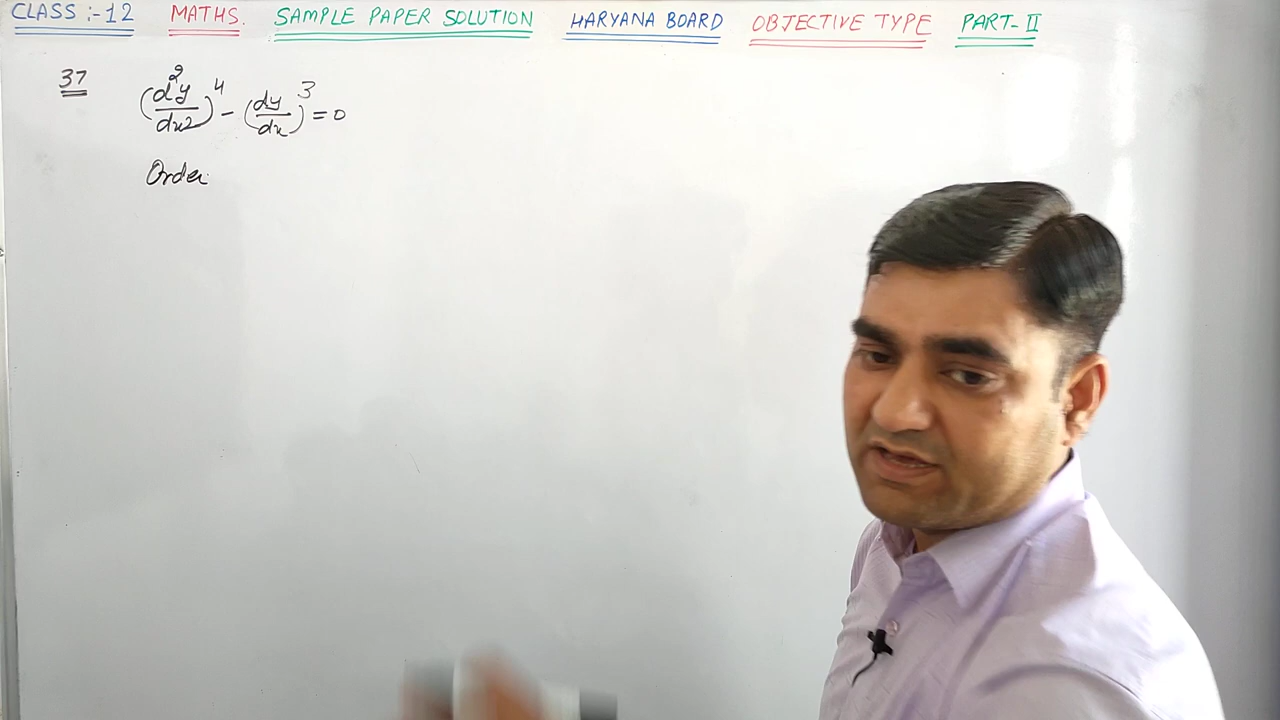 CLASS :- 12 MATHS. SAMPLE PAPER SOLUTION HARYANA BOARD OBJECTIVE TYPE PART-II
37 (d²y/dx2)⁴ - (dy/dx)³ = 0
Order